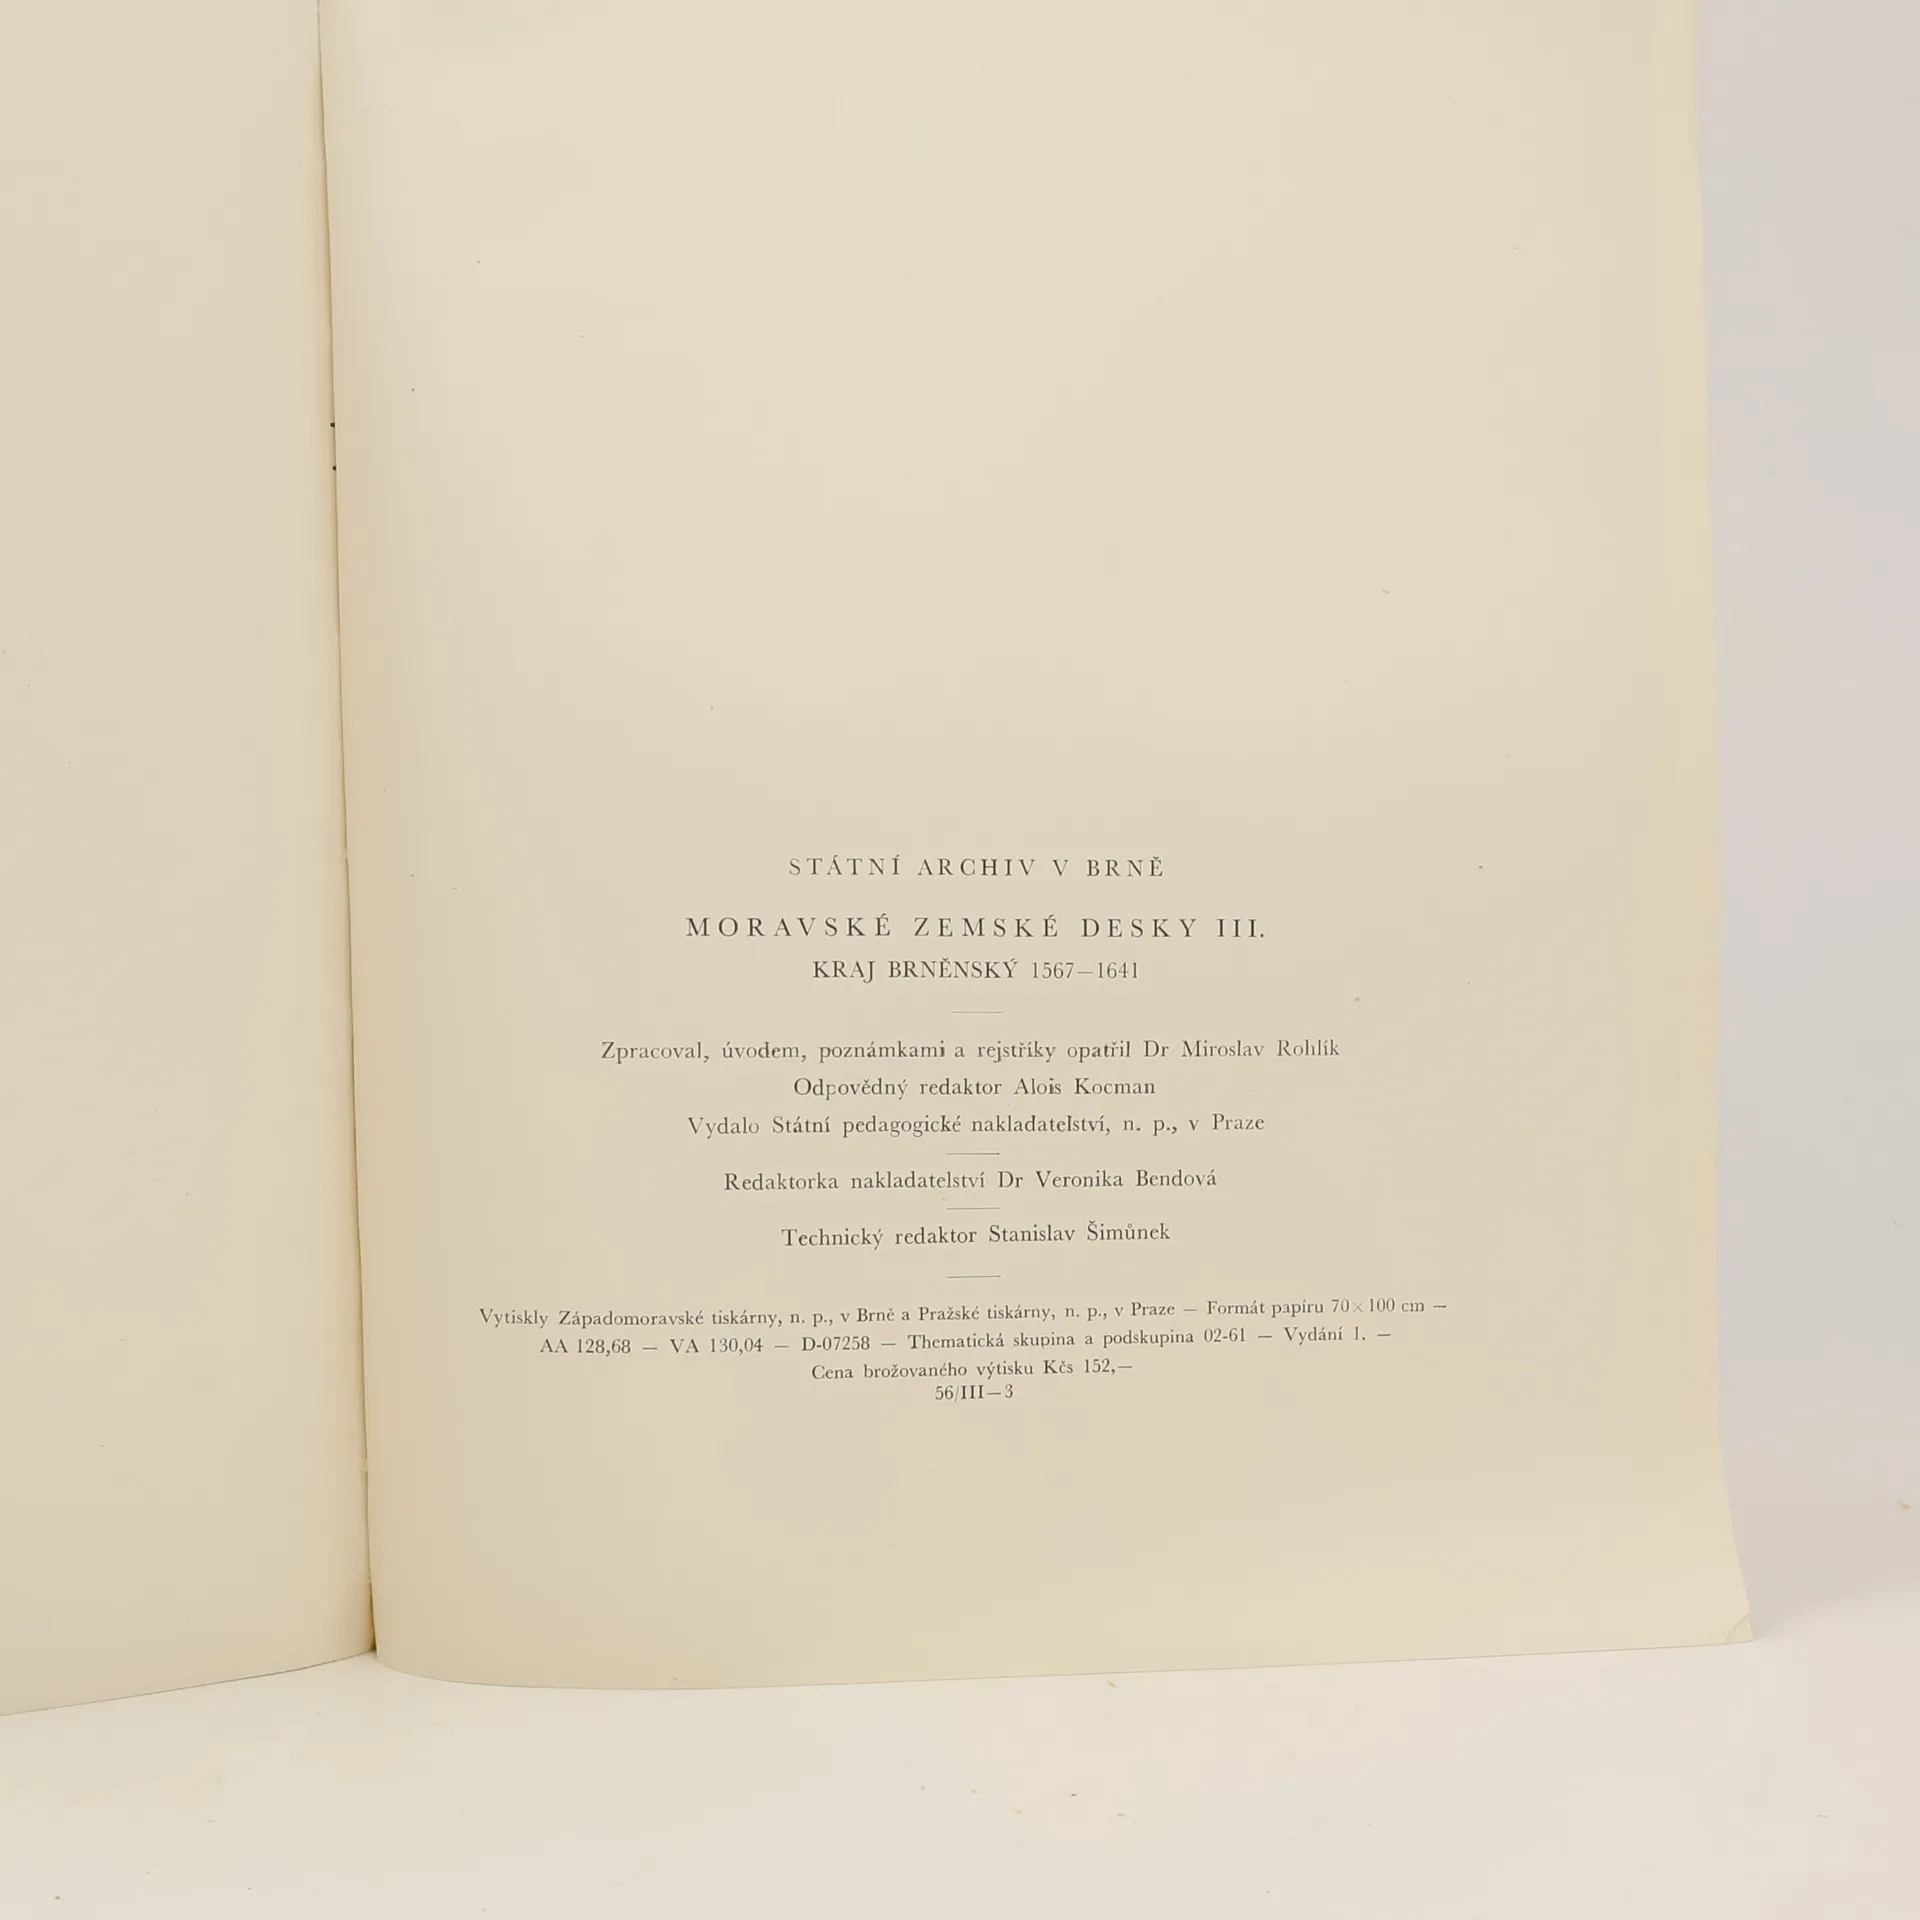 STÁTNÍ ARCHIV V BRNĚ
MORAVSKÉ ZEMSKÉ DESKY III.
KRAJ BRNĚNSKÝ 1567—1641
Zpracoval, úvodem, poznámkami a rejstříky opatřil Dr Miroslav Rohlík
Odpovědný redaktor Alois Kocman
Vydalo Státní pedagogické nakladatelství, n. p., v Praze
Redaktorka nakladatelství Dr Veronika Bendová
Technický redaktor Stanislav Šimůnek
Vytiskly Západomoravské tiskárny, n. p., v Brně a Pražské tiskárny, n. p., v Praze — Formát papíru 70×100 cm —
AA 128,68 — VA 130,04 — D-07258 — Thematická skupina a podskupina 02-61 — Vydání 1. —
Cena brožovaného výtisku Kčs 152,—
56/III—3